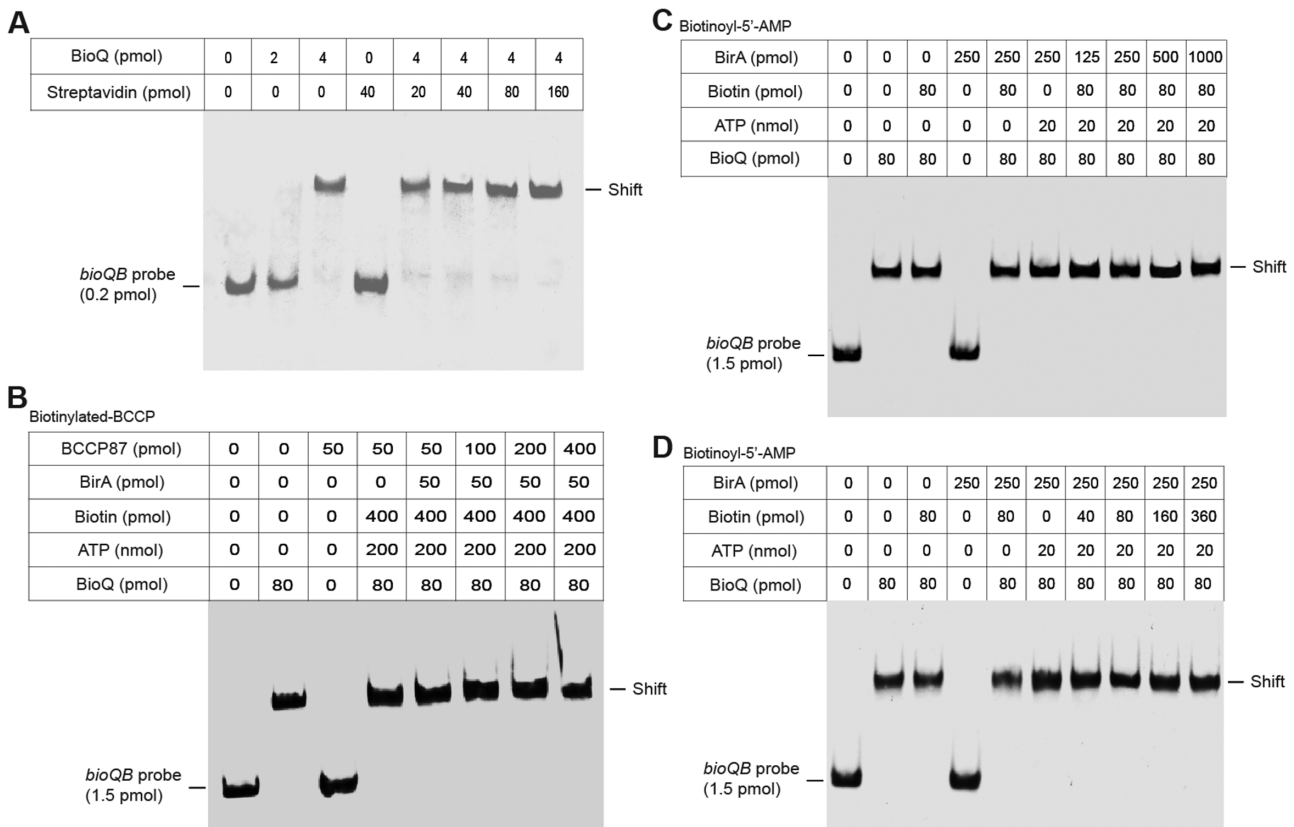 A
BioQ (pmol) 0 2 4 0 4 4 4 4
Streptavidin (pmol) 0 0 0 40 20 40 80 160
Shift
bioQB probe
(0.2 pmol)
B
Biotinylated-BCCP
BCCP87 (pmol) 0 0 50 50 50 100 200 400
BirA (pmol) 0 0 0 0 50 50 50 50
Biotin (pmol) 0 0 0 400 400 400 400 400
ATP (nmol) 0 0 0 200 200 200 200 200
BioQ (pmol) 0 80 0 80 80 80 80 80
Shift
bioQB probe
(1.5 pmol)
C
Biotinoyl-5'-AMP
BirA (pmol) 0 0 0 250 250 250 125 250 500 1000
Biotin (pmol) 0 0 80 0 80 0 80 80 80 80
ATP (nmol) 0 0 0 0 0 20 20 20 20 20
BioQ (pmol) 0 80 80 0 80 80 80 80 80 80
Shift
bioQB probe
(1.5 pmol)
D
Biotinoyl-5'-AMP
BirA (pmol) 0 0 0 250 250 250 250 250 250 250
Biotin (pmol) 0 0 80 0 80 0 40 80 160 360
ATP (nmol) 0 0 0 0 0 20 20 20 20 20
BioQ (pmol) 0 80 80 0 80 80 80 80 80 80
Shift
bioQB probe
(1.5 pmol)